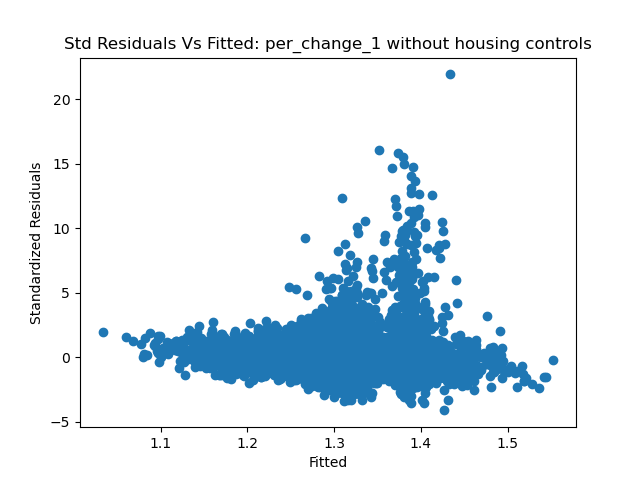 Std Residuals Vs Fitted: per_change_1 without housing controls
20
15
10
5
0
−5
Standardized Residuals
1.1 1.2 1.3 1.4 1.5
Fitted